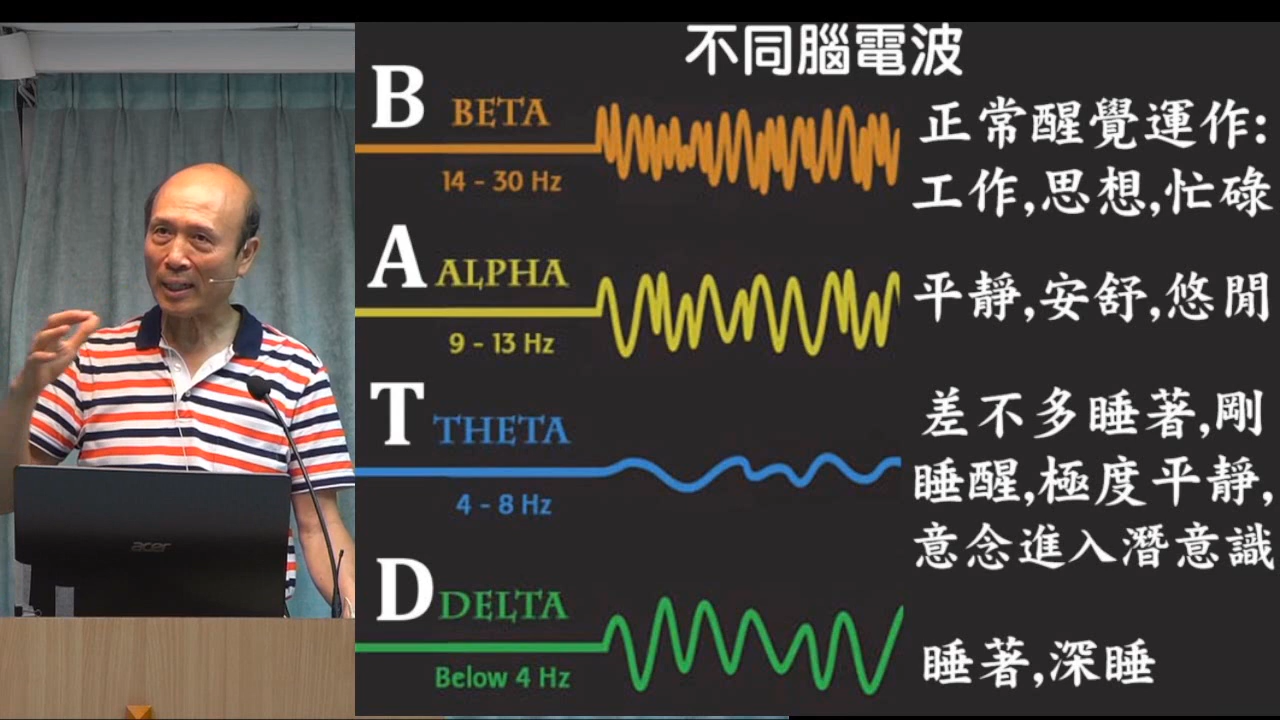 不同腦電波
B BETA
14 - 30 Hz
正常醒覺運作:
工作,思想,忙碌
A ALPHA
9 - 13 Hz
平靜,安舒,悠閒
T THETA
4 - 8 Hz
差不多睡著,剛
睡醒,極度平靜,
意念進入潛意識
D DELTA
Below 4 Hz
睡著,深睡
acer